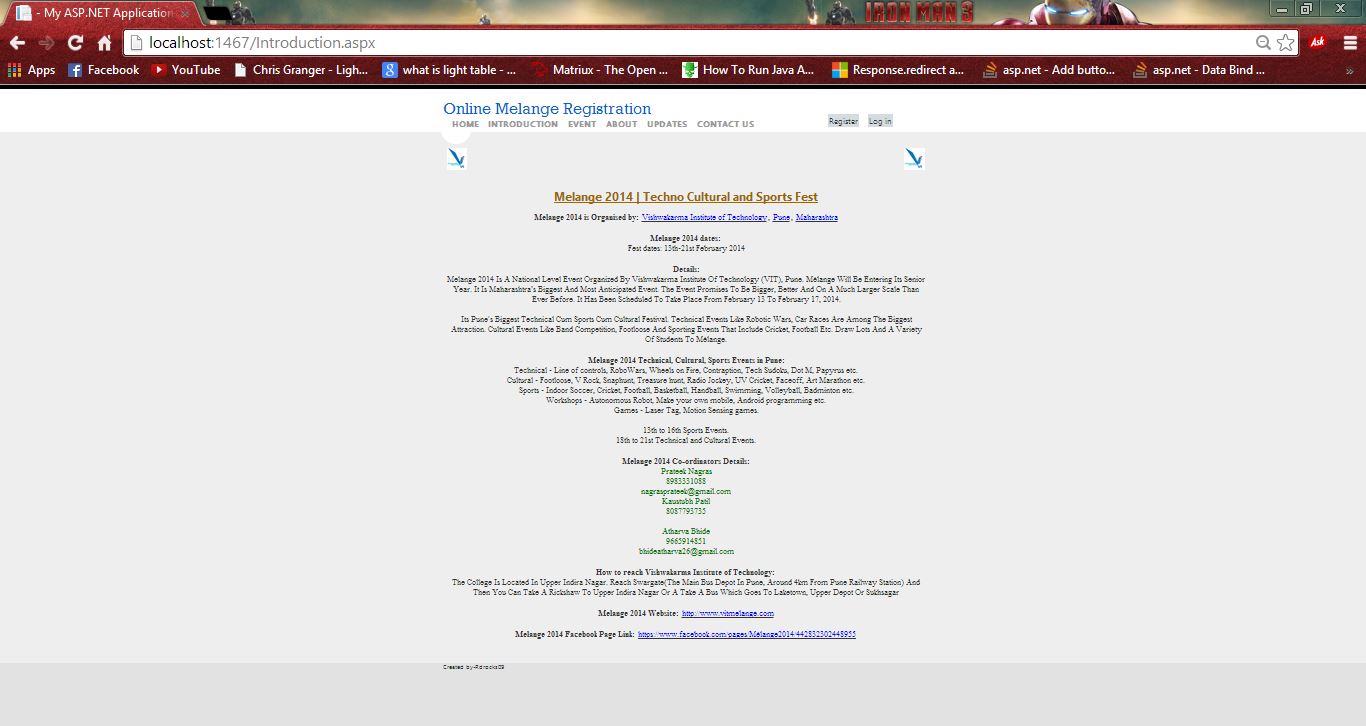 - My ASP.NET Application
IRON MAN 3
localhost:1467/Introduction.aspx
Ask
Apps
Facebook
YouTube
Chris Granger - Ligh...
what is light table - ...
Matriux - The Open ...
How To Run Java A...
Response.redirect a...
asp.net - Add butto...
asp.net - Data Bind ...
»
Online Melange Registration
HOME INTRODUCTION EVENT ABOUT UPDATES CONTACT US
Register Log in
Melange 2014 | Techno Cultural and Sports Fest
Melange 2014 is Organised by: Vishwakarma Institute of Technology, Pune, Maharashtra
Melange 2014 dates:
Fest dates: 13th-21st February 2014
Details:
Melange 2014 Is A National Level Event Organized By Vishwakarma Institute Of Technology (VIT), Pune. Mélange Will Be Entering Its Senior
Year. It Is Maharashtra's Biggest And Most Anticipated Event. The Event Promises To Be Bigger, Better And On A Much Larger Scale Than
Ever Before. It Has Been Scheduled To Take Place From February 13 To February 17, 2014.
Its Pune's Biggest Technical Cum Sports Cum Cultural Festival. Technical Events Like Robotic Wars, Car Races Are Among The Biggest
Attraction. Cultural Events Like Band Competition, Footloose And Sporting Events That Include Cricket, Football Etc. Draw Lots And A Variety
Of Students To Mélange.
Melange 2014 Technical, Cultural, Sports Events in Pune:
Technical - Line of controls, RoboWars, Wheels on Fire, Contraption, Tech Sudoku, Dot M, Papyrus etc.
Cultural - Footloose, V Rock, Snaphunt, Treasure hunt, Radio Jockey, UV Cricket, Faceoff, Art Marathon etc.
Sports - Indoor Soccer, Cricket, Football, Basketball, Handball, Swimming, Volleyball, Badminton etc.
Workshops - Autonomous Robot, Make your own mobile, Android programming etc.
Games - Laser Tag, Motion Sensing games.
13th to 16th Sports Events.
18th to 21st Technical and Cultural Events.
Melange 2014 Co-ordinators Details:
Prateek Nagras
8983331088
nagrasprateek@gmail.com
Kaustubh Patil
8087793735
Atharva Bhide
9665914851
bhideatharva26@gmail.com
How to reach Vishwakarma Institute of Technology:
The College Is Located In Upper Indira Nagar. Reach Swargate(The Main Bus Depot In Pune, Around 4km From Pune Railway Station) And
Then You Can Take A Rickshaw To Upper Indira Nagar Or A Take A Bus Which Goes To Laketown, Upper Depot Or Sukhsagar
Melange 2014 Website: http://www.vitmelange.com
Melange 2014 Facebook Page Link: https://www.facebook.com/pages/Mélange2014/442832302448955
Created by-Rdrocks09